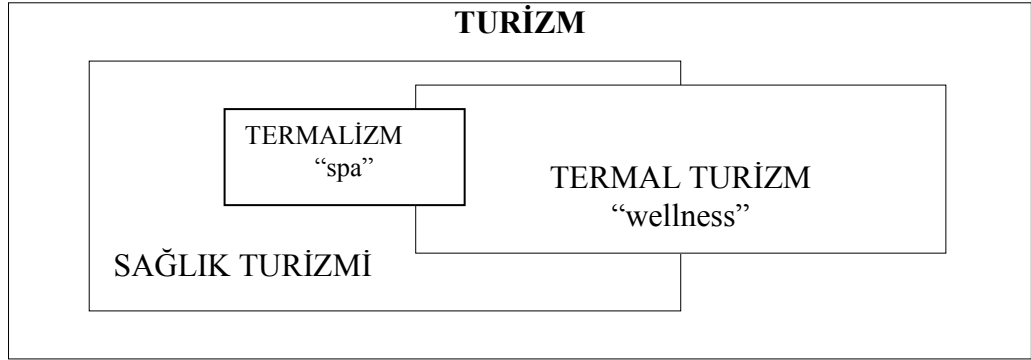 TURİZM
TERMALİZM
“spa”
TERMAL TURİZM
“wellness”
SAĞLIK TURİZMİ